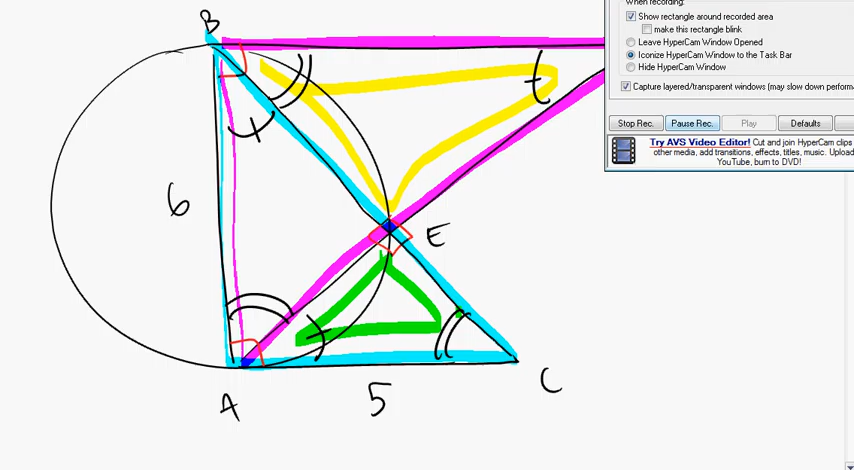 When recording:
Show rectangle around recorded area
make this rectangle blink
Leave HyperCam Window Opened
Iconize HyperCam Window to the Task Bar
Hide HyperCam Window
Capture layered/transparent windows (may slow down perform
Stop Rec.
Pause Rec.
Play
Defaults
Try AVS Video Editor! Cut and join HyperCam clips
other media, add transitions, effects, titles, music. Upload
YouTube, burn to DVD!
B
6
E
A
5
C